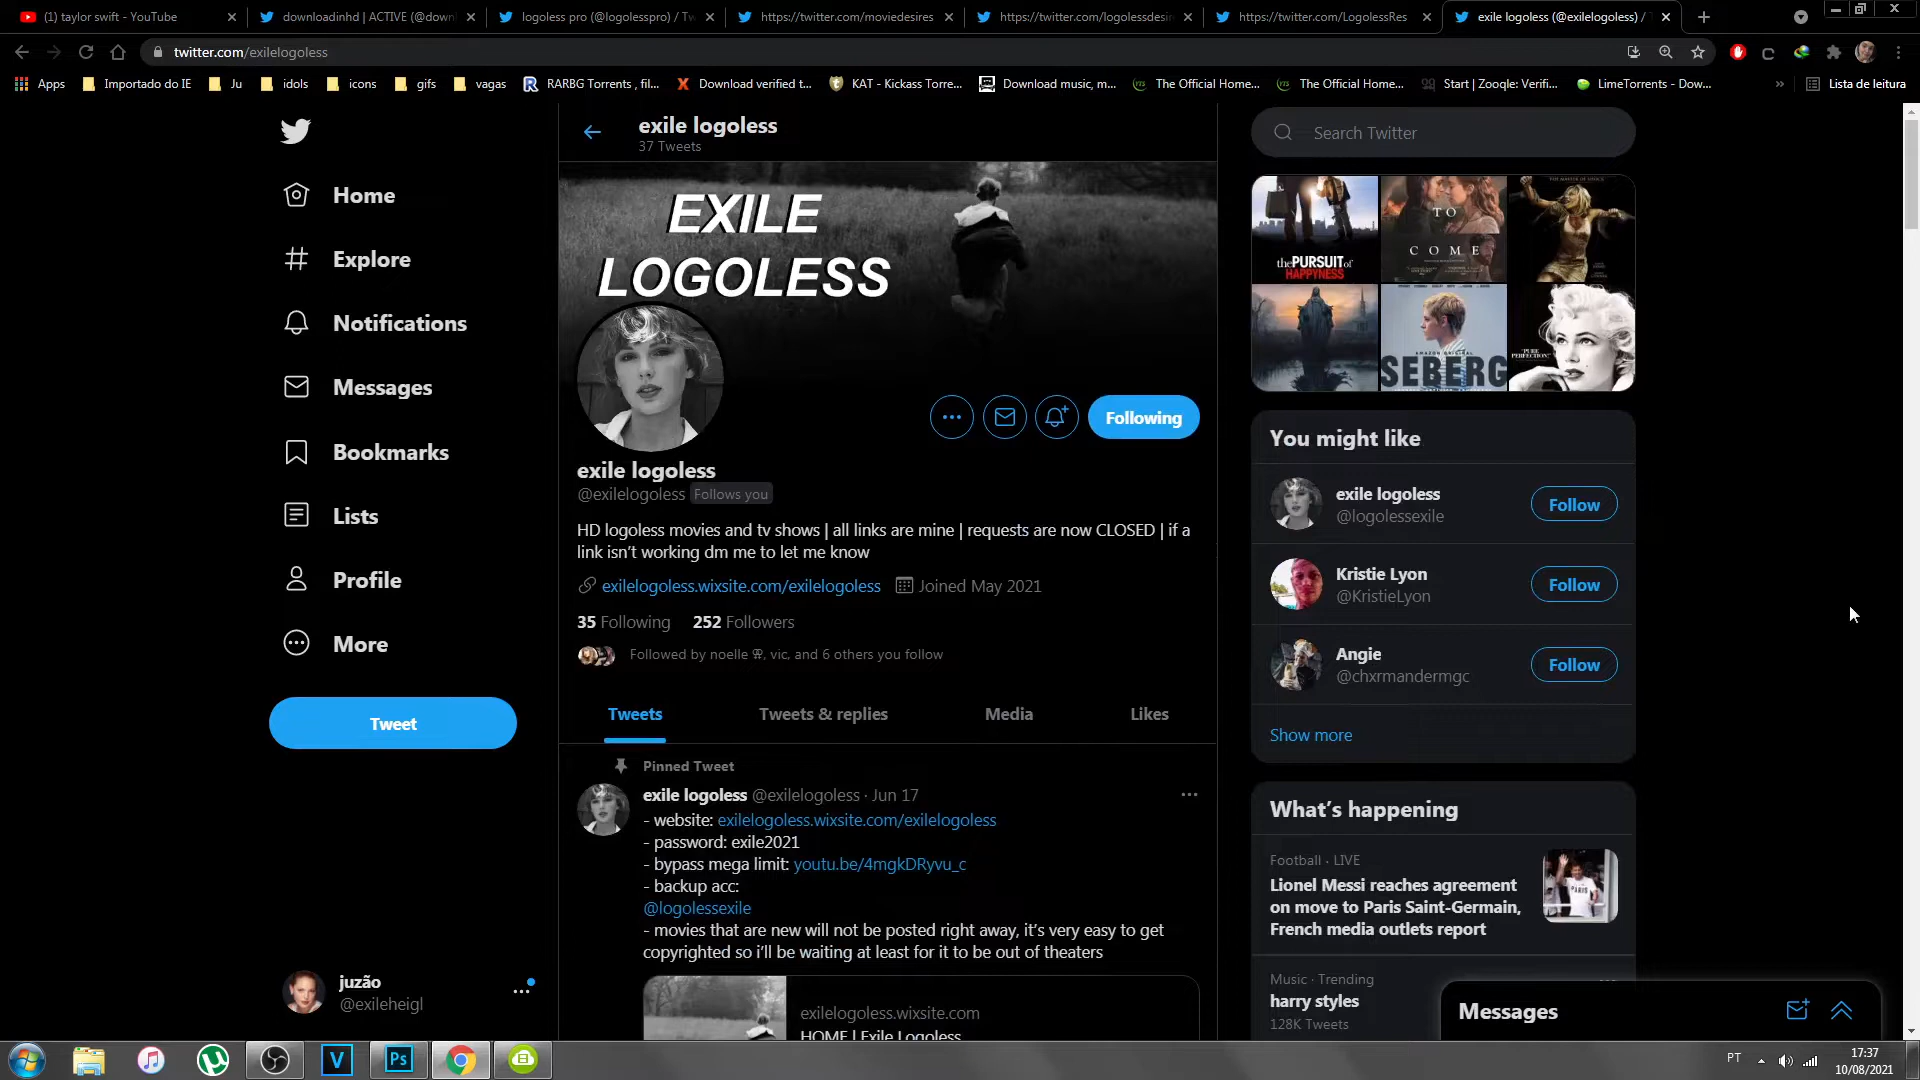 (1) taylor swift - YouTube
downloadinhd | ACTIVE (@down
logoless pro (@logolesspro) / Tw
https://twitter.com/moviedesires
https://twitter.com/logolessdesir
https://twitter.com/LogolessRes
exile logoless (@exilelogoless) /
twitter.com/exilelogoless
Apps
Importado do IE
Ju
idols
icons
gifs
vagas
RARBG Torrents , fil...
Download verified t...
KAT - Kickass Torre...
Download music, m...
The Official Home...
The Official Home...
Start | Zooqle: Verifi...
LimeTorrents - Dow...
»
Lista de leitura
Home
Explore
Notifications
Messages
Bookmarks
Lists
Profile
More
Tweet
juzão
@exileheigl
exile logoless
37 Tweets
EXILE
LOGOLESS
Following
exile logoless
@exilelogoless Follows you
HD logoless movies and tv shows | all links are mine | requests are now CLOSED | if a
link isn't working dm me to let me know
exilelogoless.wixsite.com/exilelogoless Joined May 2021
35 Following 252 Followers
Followed by noelle, vic, and 6 others you follow
Tweets
Tweets & replies
Media
Likes
Pinned Tweet
exile logoless @exilelogoless · Jun 17
- website: exilelogoless.wixsite.com/exilelogoless
- password: exile2021
- bypass mega limit: youtu.be/4mgkDRyvu_c
- backup acc:
@logolessexile
- movies that are new will not be posted right away, it's very easy to get
copyrighted so i'll be waiting at least for it to be out of theaters
exilelogoless.wixsite.com
HOME | Exile Logoless
Search Twitter
the PURSUIT of
HAPPYNESS
TO
COME
SEBERG
"PURE
PERFECTION"
You might like
exile logoless
@logolessexile
Follow
Kristie Lyon
@KristieLyon
Follow
Angie
@chxrmandermgc
Follow
Show more
What's happening
Football · LIVE
Lionel Messi reaches agreement
on move to Paris Saint-Germain,
French media outlets report
PARIS
Music · Trending
harry styles
128K Tweets
Messages
V
Ps
PT
17:37
10/08/2021